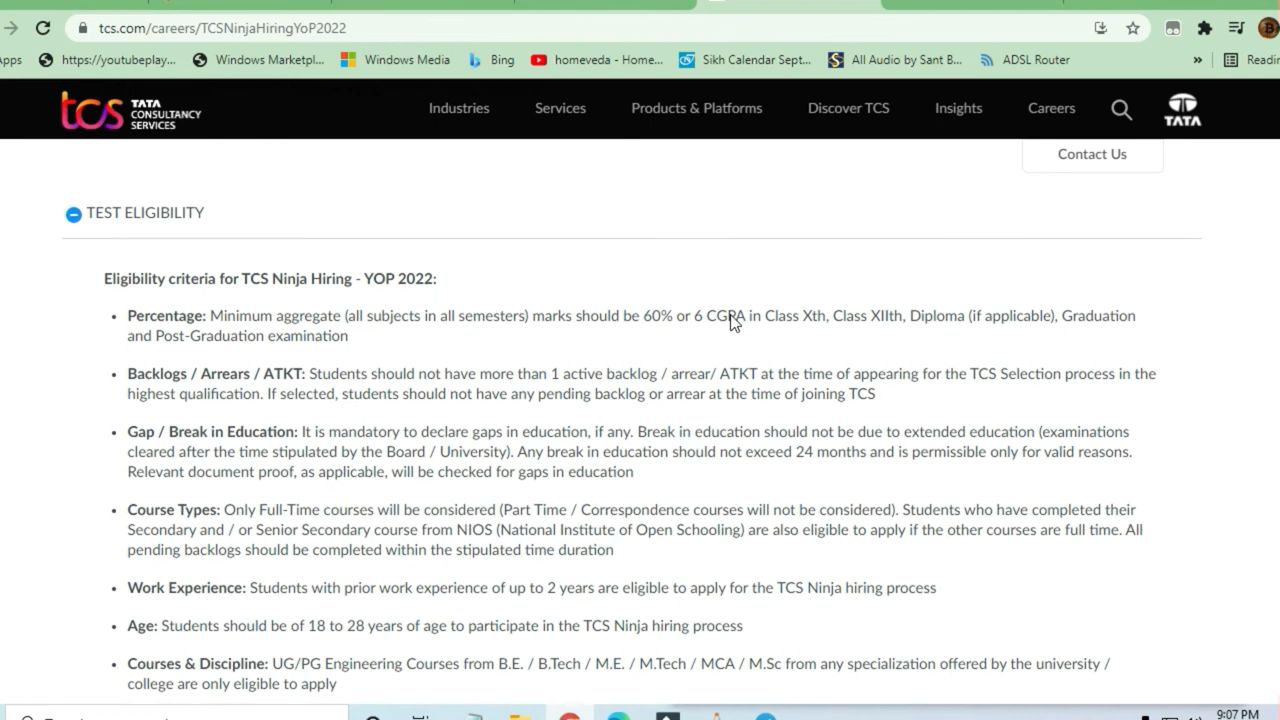 tcs.com/careers/TCSNinjaHiringYoP2022
https://youtubeplay... Windows Marketpl... Windows Media Bing homeveda - Home... Sikh Calendar Sept... All Audio by Sant B... ADSL Router »
tcs TATA CONSULTANCY SERVICES Industries Services Products & Platforms Discover TCS Insights Careers TATA
Contact Us
TEST ELIGIBILITY
Eligibility criteria for TCS Ninja Hiring - YOP 2022:
• Percentage: Minimum aggregate (all subjects in all semesters) marks should be 60% or 6 CGPA in Class Xth, Class XIIth, Diploma (if applicable), Graduation
and Post-Graduation examination
• Backlogs / Arrears / ATKT: Students should not have more than 1 active backlog / arrear/ ATKT at the time of appearing for the TCS Selection process in the
highest qualification. If selected, students should not have any pending backlog or arrear at the time of joining TCS
• Gap / Break in Education: It is mandatory to declare gaps in education, if any. Break in education should not be due to extended education (examinations
cleared after the time stipulated by the Board / University). Any break in education should not exceed 24 months and is permissible only for valid reasons.
Relevant document proof, as applicable, will be checked for gaps in education
• Course Types: Only Full-Time courses will be considered (Part Time / Correspondence courses will not be considered). Students who have completed their
Secondary and / or Senior Secondary course from NIOS (National Institute of Open Schooling) are also eligible to apply if the other courses are full time. All
pending backlogs should be completed within the stipulated time duration
• Work Experience: Students with prior work experience of up to 2 years are eligible to apply for the TCS Ninja hiring process
• Age: Students should be of 18 to 28 years of age to participate in the TCS Ninja hiring process
• Courses & Discipline: UG/PG Engineering Courses from B.E. / B.Tech / M.E. / M.Tech / MCA / M.Sc from any specialization offered by the university /
college are only eligible to apply
9:07 PM